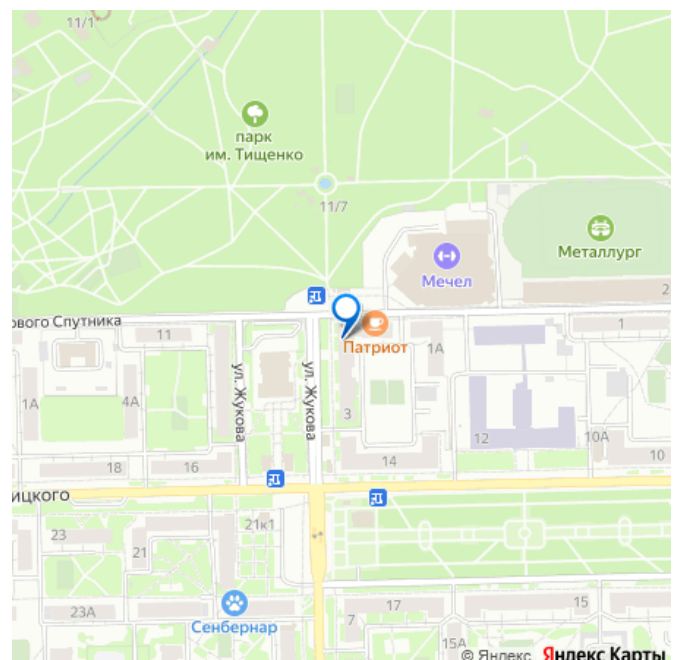 11/1
парк
им. Тищенко
11/7
Металлург
Мечел
2
ового Спутника
11
Патриот
1А
1
ул. Жукова
ул. Жукова
1А
4А
3
12
10А
18
16
14
10
ицкого
23
21
21к1
23А
Сенбернар
7
17
15
15А
© Яндекс Яндекс Карты